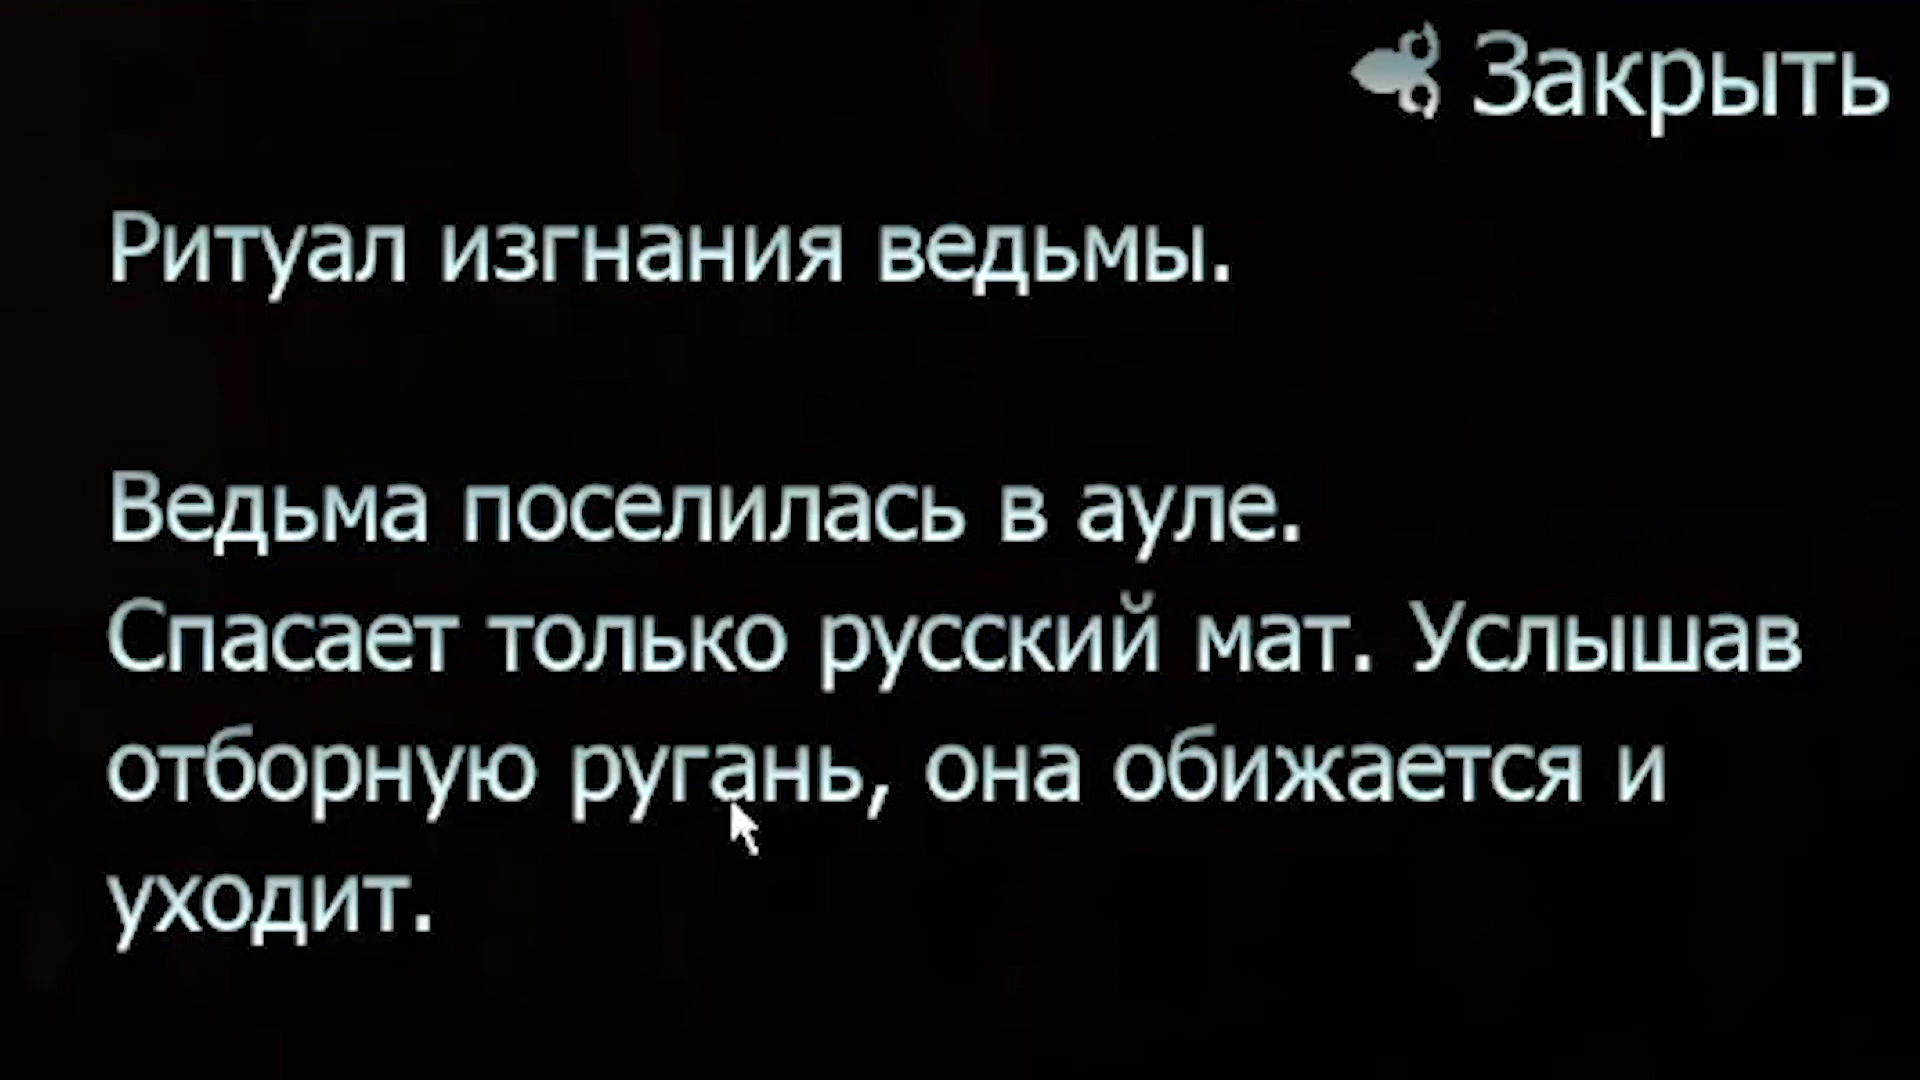 Закрыть
Ритуал изгнания ведьмы.
Ведьма поселилась в ауле.
Спасает только русский мат. Услышав
отборную ругань, она обижается и
уходит.